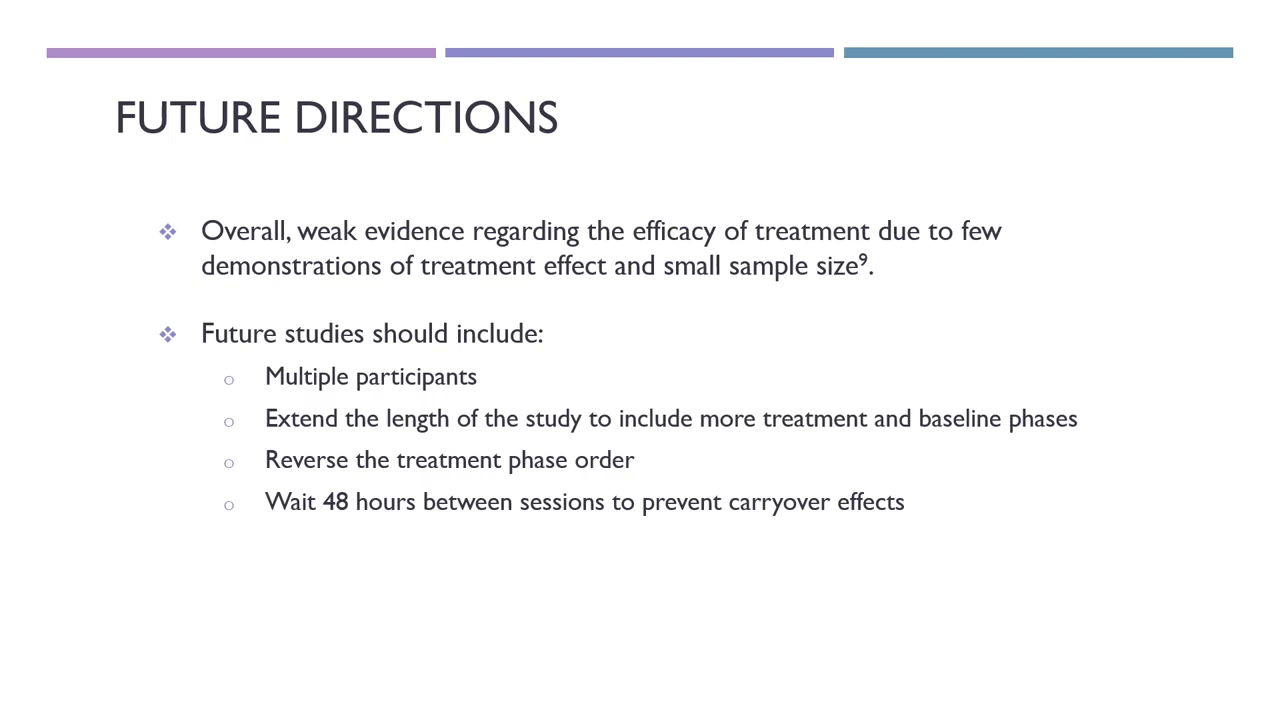 FUTURE DIRECTIONS
❖ Overall, weak evidence regarding the efficacy of treatment due to few
demonstrations of treatment effect and small sample size⁹.
❖ Future studies should include:
o Multiple participants
o Extend the length of the study to include more treatment and baseline phases
o Reverse the treatment phase order
o Wait 48 hours between sessions to prevent carryover effects